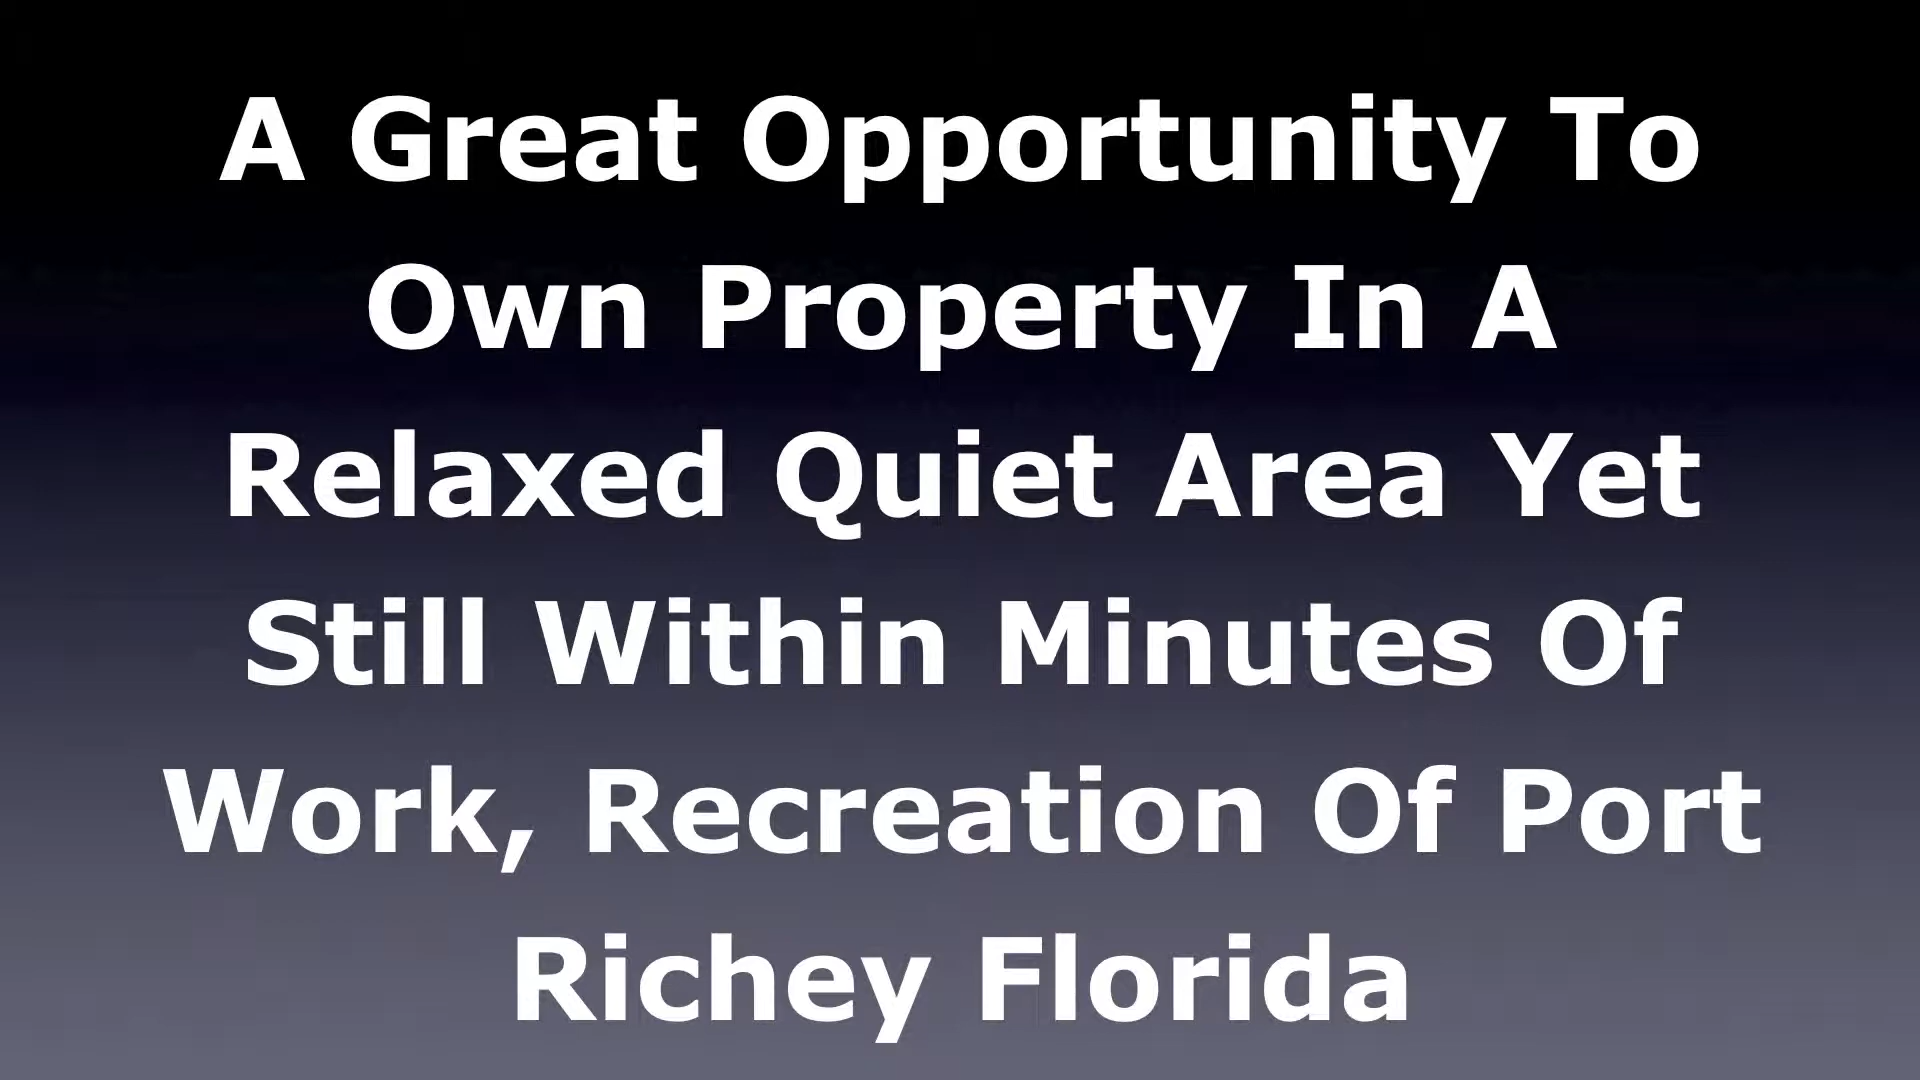 A Great Opportunity To
Own Property In A
Relaxed Quiet Area Yet
Still Within Minutes Of
Work, Recreation Of Port
Richey Florida